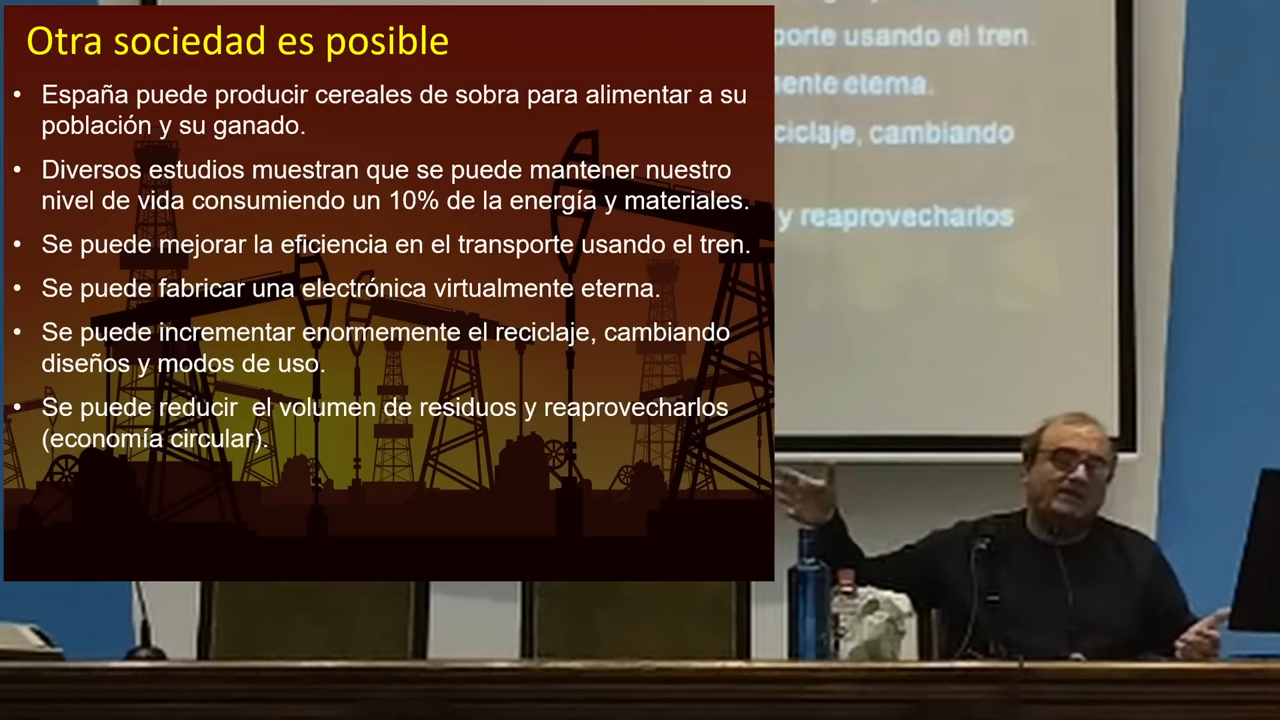 Otra sociedad es posible
• España puede producir cereales de sobra para alimentar a su
población y su ganado.
• Diversos estudios muestran que se puede mantener nuestro
nivel de vida consumiendo un 10% de la energía y materiales.
• Se puede mejorar la eficiencia en el transporte usando el tren.
• Se puede fabricar una electrónica virtualmente eterna.
• Se puede incrementar enormemente el reciclaje, cambiando
diseños y modos de uso.
• Se puede reducir  el volumen de residuos y reaprovecharlos
(economía circular).
porte usando el tren.
ente eterna.
ciclaje, cambiando
y reaprovecharlos